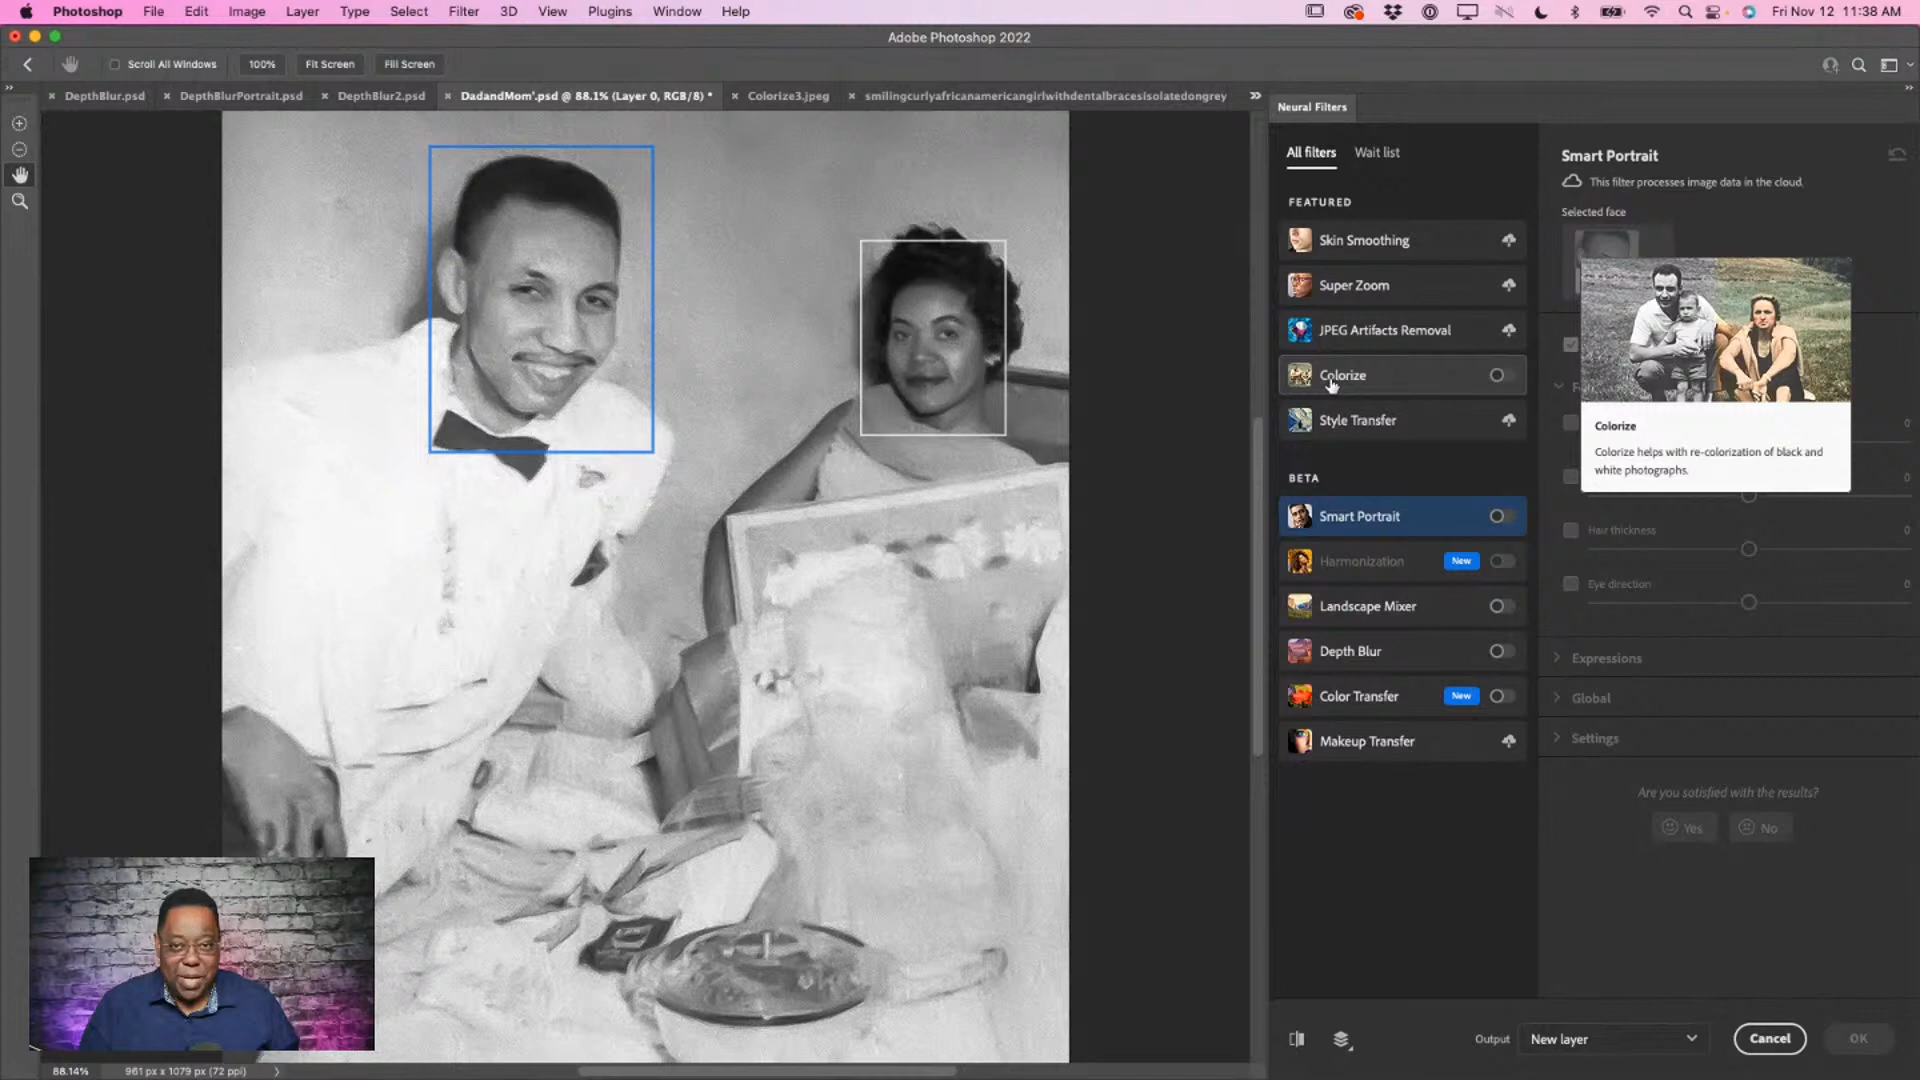 Photoshop File Edit Image Layer Type Select Filter 3D View Plugins Window Help Fri Nov 12 11:38 AM
Adobe Photoshop 2022
Scroll All Windows 100% Fit Screen Fill Screen
DepthBlur.psd DepthBlurPortrait.psd DepthBlur2.psd DadandMom'.psd @ 88.1% (Layer 0, RGB/8) * Colorize3.jpeg smilingcurlyafricanamericangirlwithdentalbracesisolatedongrey
Neural Filters
All filters Wait list
FEATURED
Skin Smoothing
Super Zoom
JPEG Artifacts Removal
Colorize
Style Transfer
BETA
Smart Portrait
Harmonization New
Landscape Mixer
Depth Blur
Color Transfer New
Makeup Transfer
Smart Portrait
This filter processes image data in the cloud.
Selected face
Colorize
Colorize helps with re-colorization of black and
white photographs.
0
0
Hair thickness 0
Eye direction 0
Expressions
Global
Settings
Are you satisfied with the results?
Yes No
Output New layer Cancel OK
88.14% 961 px x 1079 px (72 ppi)